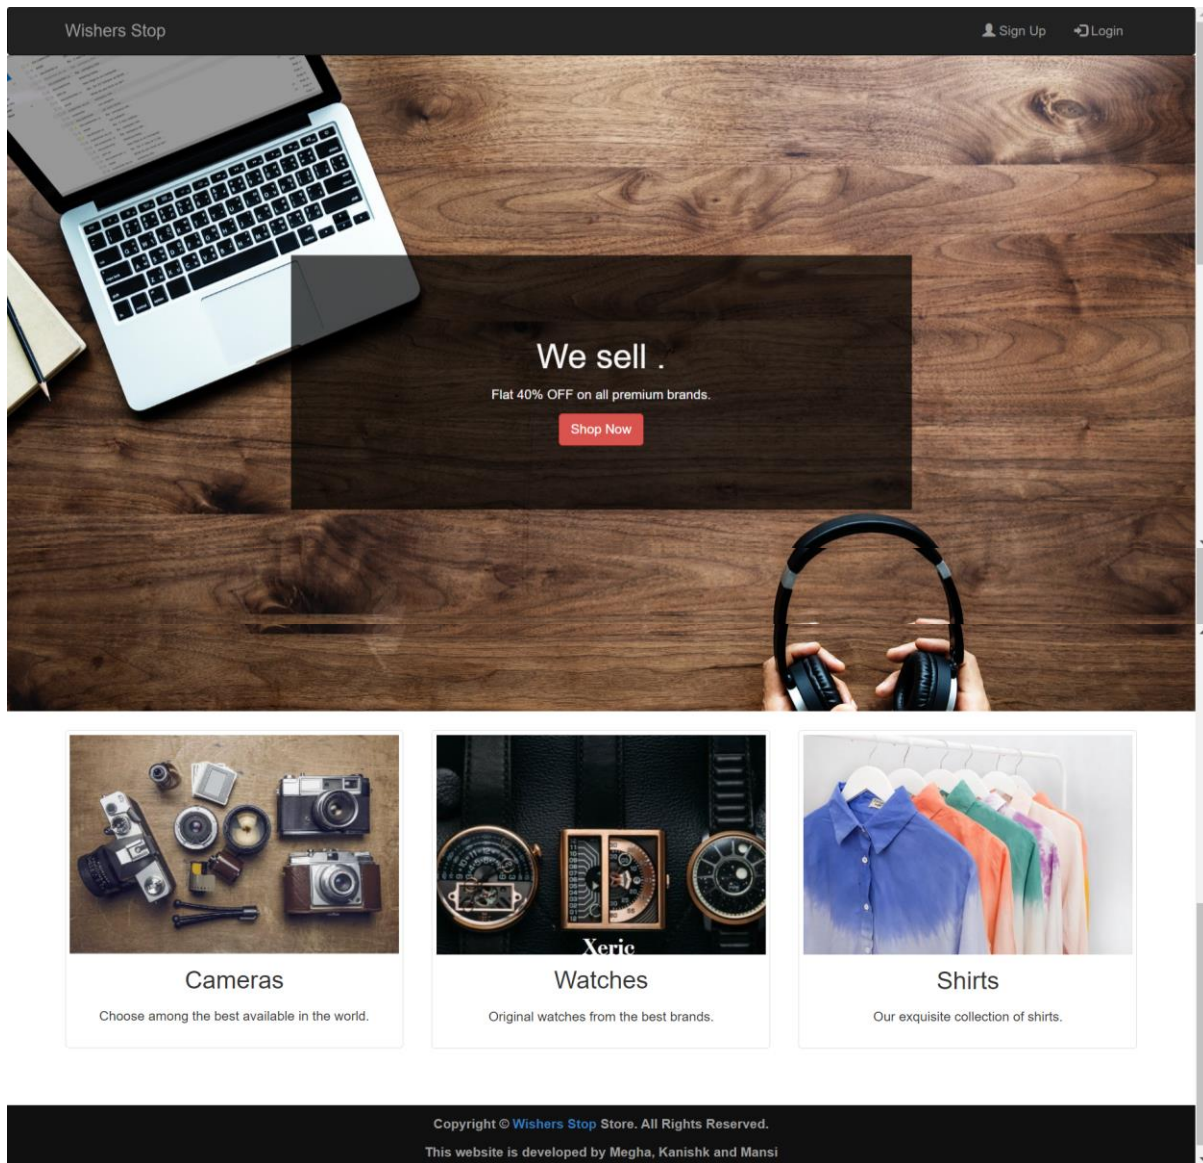 Wishers Stop
Sign Up
Login
We sell .
Flat 40% OFF on all premium brands.
Shop Now
Xeric
Cameras
Watches
Shirts
Choose among the best available in the world.
Original watches from the best brands.
Our exquisite collection of shirts.
Copyright © Wishers Stop Store. All Rights Reserved.
This website is developed by Megha, Kanishk and Mansi